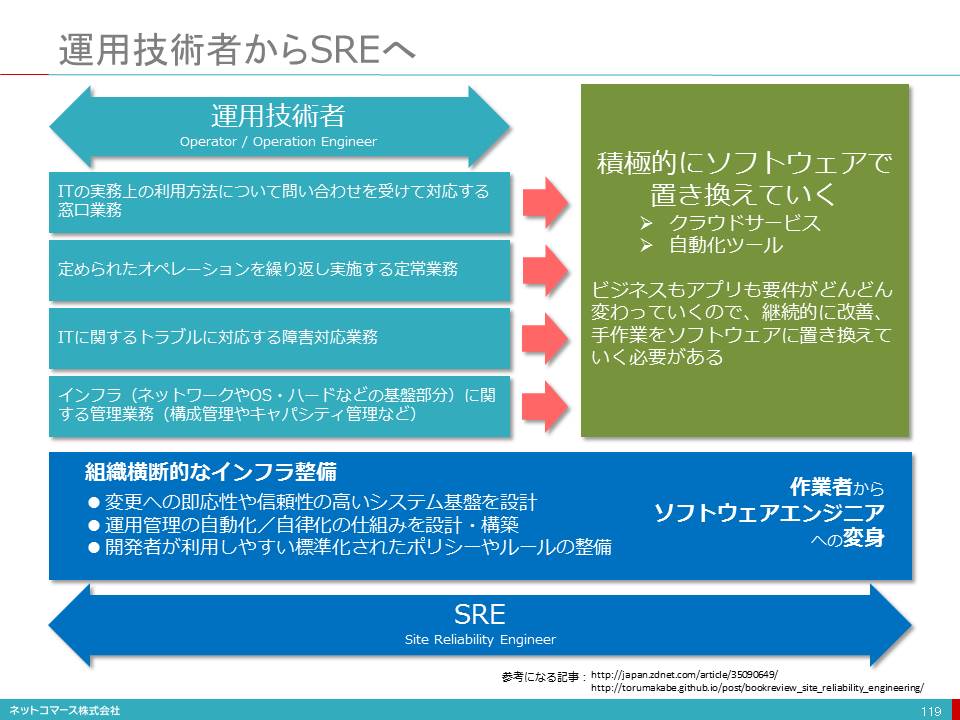 運用技術者からSREへ
運用技術者
Operator / Operation Engineer
ITの実務上の利用方法について問い合わせを受けて対応する
窓口業務
定められたオペレーションを繰り返し実施する定常業務
ITに関するトラブルに対応する障害対応業務
インフラ（ネットワークやOS・ハードなどの基盤部分）に関
する管理業務（構成管理やキャパシティ管理など）
積極的にソフトウェアで
置き換えていく
➢ クラウドサービス
➢ 自動化ツール
ビジネスもアプリも要件がどんどん
変わっていくので、継続的に改善、
手作業をソフトウェアに置き換えて
いく必要がある
組織横断的なインフラ整備
● 変更への即応性や信頼性の高いシステム基盤を設計
● 運用管理の自動化／自律化の仕組みを設計・構築
● 開発者が利用しやすい標準化されたポリシーやルールの整備
作業者から
ソフトウェアエンジニア
への変身
SRE
Site Reliability Engineer
参考になる記事：http://japan.zdnet.com/article/35090649/
http://torumakabe.github.io/post/bookreview_site_reliability_engineering/
ネットコマース株式会社
119